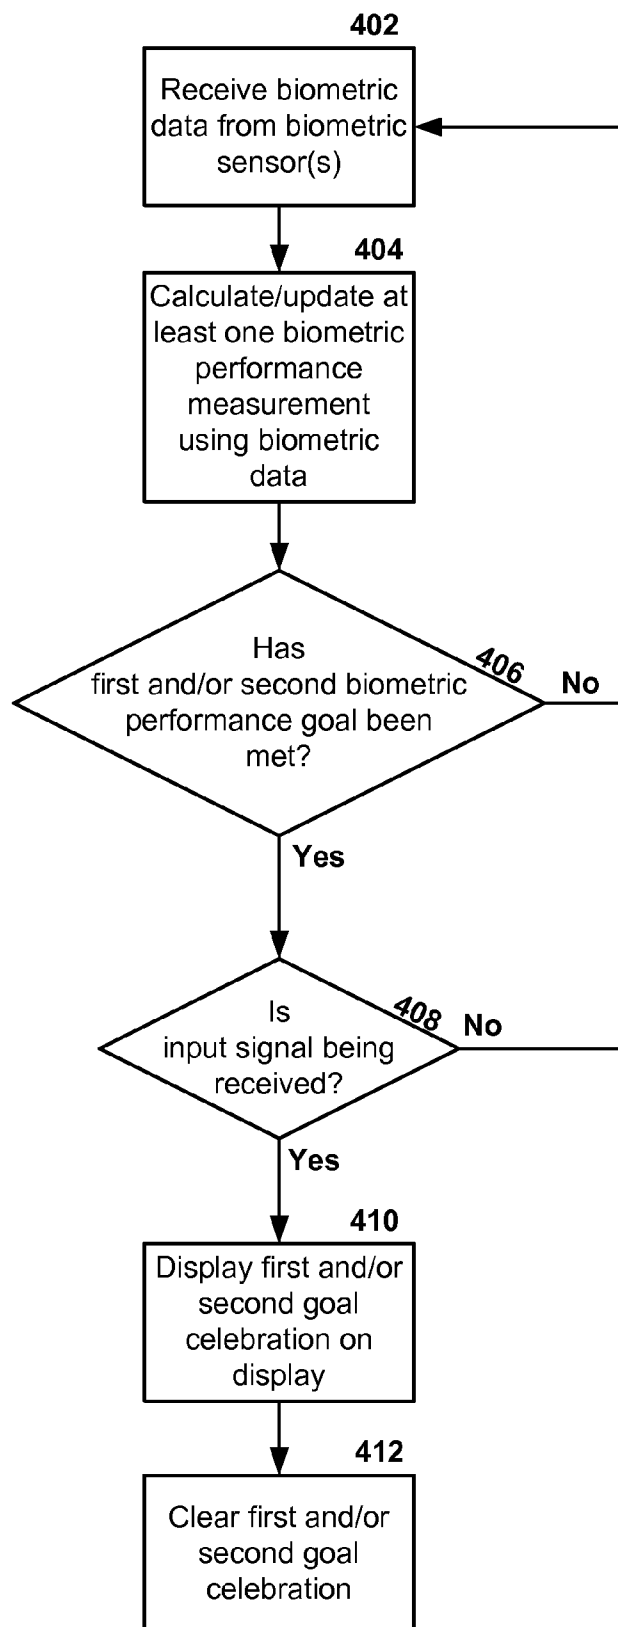 402
Receive biometric
data from biometric
sensor(s)
404
Calculate/update at
least one biometric
performance
measurement
using biometric
data
406
Has
first and/or second biometric
performance goal been
met?
No
Yes
408
Is
input signal being
received?
No
Yes
410
Display first and/or
second goal
celebration on
display
412
Clear first and/or
second goal
celebration